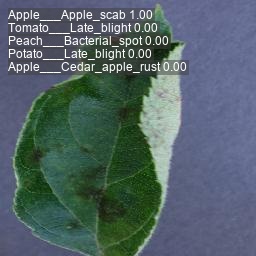 Apple___Apple_scab 1.00
Tomato___Late_blight 0.00
Peach___Bacterial_spot 0.00
Potato___Late_blight 0.00
Apple___Cedar_apple_rust 0.00